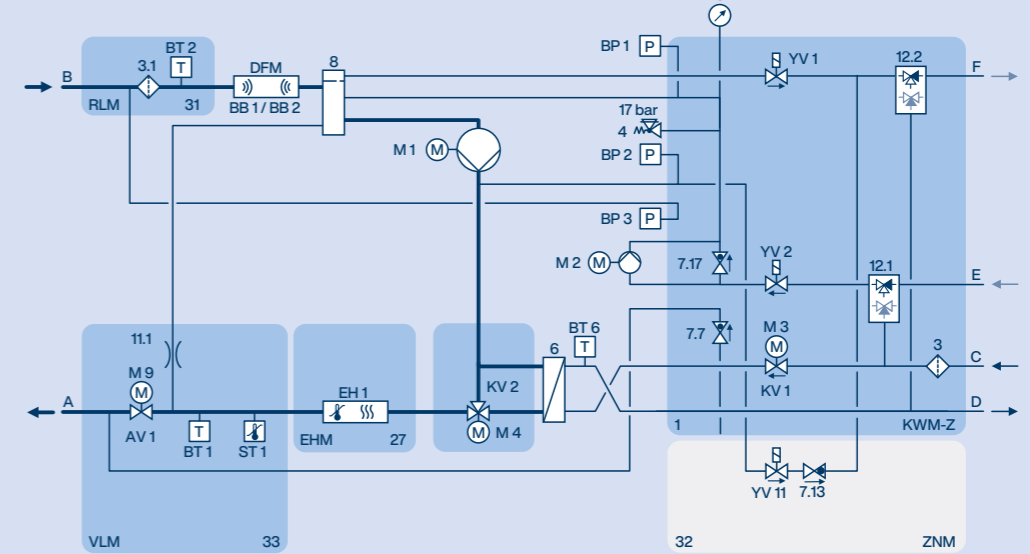 BP 1 P
YV 1
12.2
BT 2
T
3.1
DFM
8
B
F
RLM 31
BB 1 / BB 2
17 bar
4
M 1 M
BP 2 P
BP 3 P
YV 2
12.1
M 2 M
7.17
E
11.1
BT 6
T
7.7
M 3
M
3
6
C
M 9
M
EH 1
KV 2
KV 1
A
D
AV 1
T
BT 1
ST 1
EHM 27
M M 4
1 KWM-Z
YV 11 7.13
VLM 33
32 ZNM